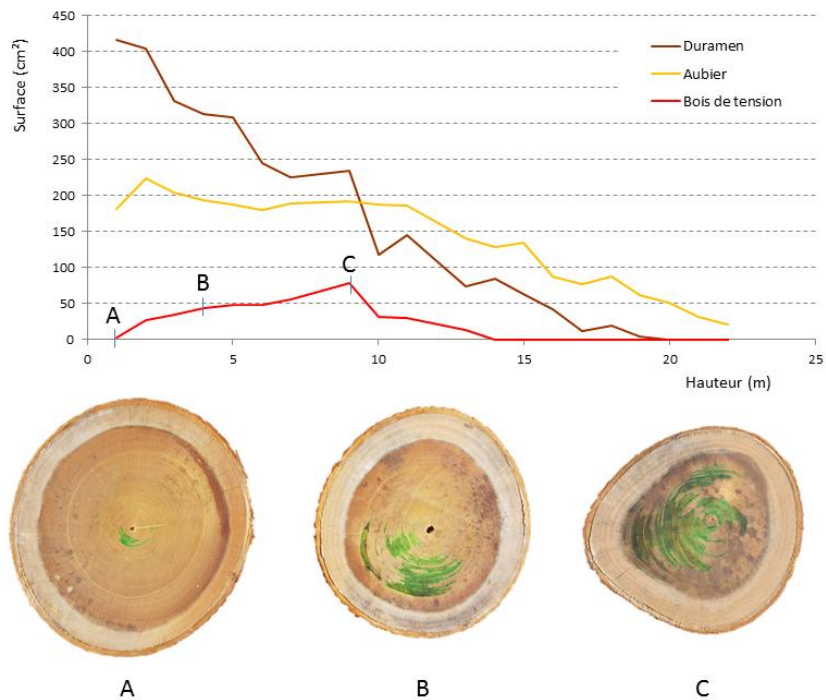 450
400
350
300
250
200
150
100
50
0
Surface (cm²)
Duramen
Aubier
Bois de tension
A
B
C
0
5
10
15
20
25
Hauteur (m)
A
B
C